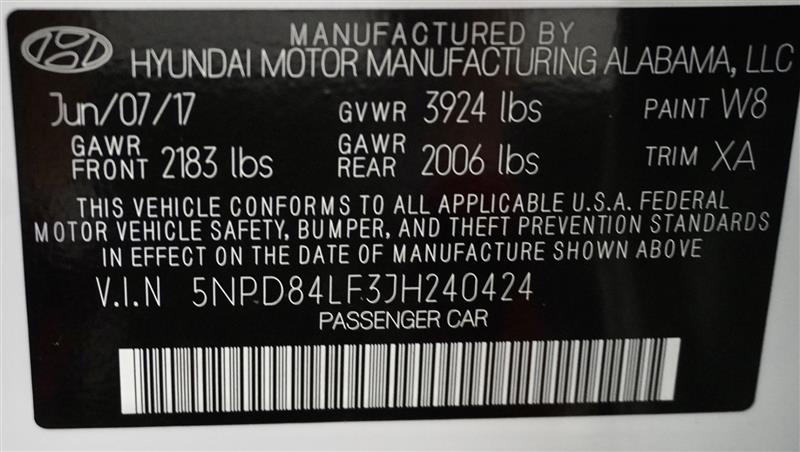 MANUFACTURED BY
HYUNDAI MOTOR MANUFACTURING ALABAMA, LLC
Jun/07/17 GVWR 3924 lbs PAINT W8
GAWR FRONT 2183 lbs GAWR REAR 2006 lbs TRIM XA
THIS VEHICLE CONFORMS TO ALL APPLICABLE U.S.A. FEDERAL
MOTOR VEHICLE SAFETY, BUMPER, AND THEFT PREVENTION STANDARDS
IN EFFECT ON THE DATE OF MANUFACTURE SHOWN ABOVE
V.I.N 5NPD84LF3JH240424
PASSENGER CAR